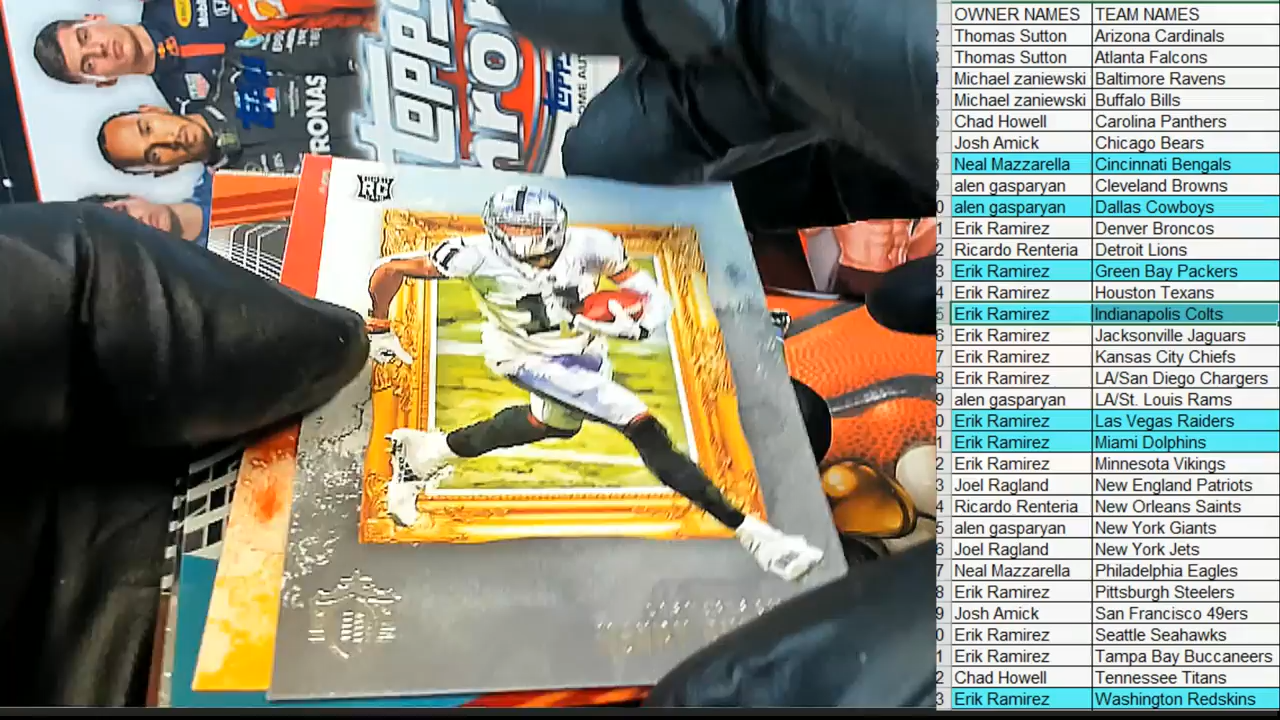 OWNER NAMES TEAM NAMES
Thomas Sutton Arizona Cardinals
Thomas Sutton Atlanta Falcons
Michael zaniewski Baltimore Ravens
Michael zaniewski Buffalo Bills
Chad Howell Carolina Panthers
Josh Amick Chicago Bears
Neal Mazzarella Cincinnati Bengals
alen gasparyan Cleveland Browns
alen gasparyan Dallas Cowboys
Erik Ramirez Denver Broncos
Ricardo Renteria Detroit Lions
Erik Ramirez Green Bay Packers
Erik Ramirez Houston Texans
Erik Ramirez Indianapolis Colts
Erik Ramirez Jacksonville Jaguars
Erik Ramirez Kansas City Chiefs
Erik Ramirez LA/San Diego Chargers
alen gasparyan LA/St. Louis Rams
Erik Ramirez Las Vegas Raiders
Erik Ramirez Miami Dolphins
Erik Ramirez Minnesota Vikings
Joel Ragland New England Patriots
Ricardo Renteria New Orleans Saints
alen gasparyan New York Giants
Joel Ragland New York Jets
Neal Mazzarella Philadelphia Eagles
Erik Ramirez Pittsburgh Steelers
Josh Amick San Francisco 49ers
Erik Ramirez Seattle Seahawks
Erik Ramirez Tampa Bay Buccaneers
Chad Howell Tennessee Titans
Erik Ramirez Washington Redskins
Topps
hro
TOPPS
TRONAS
RC
Mobil